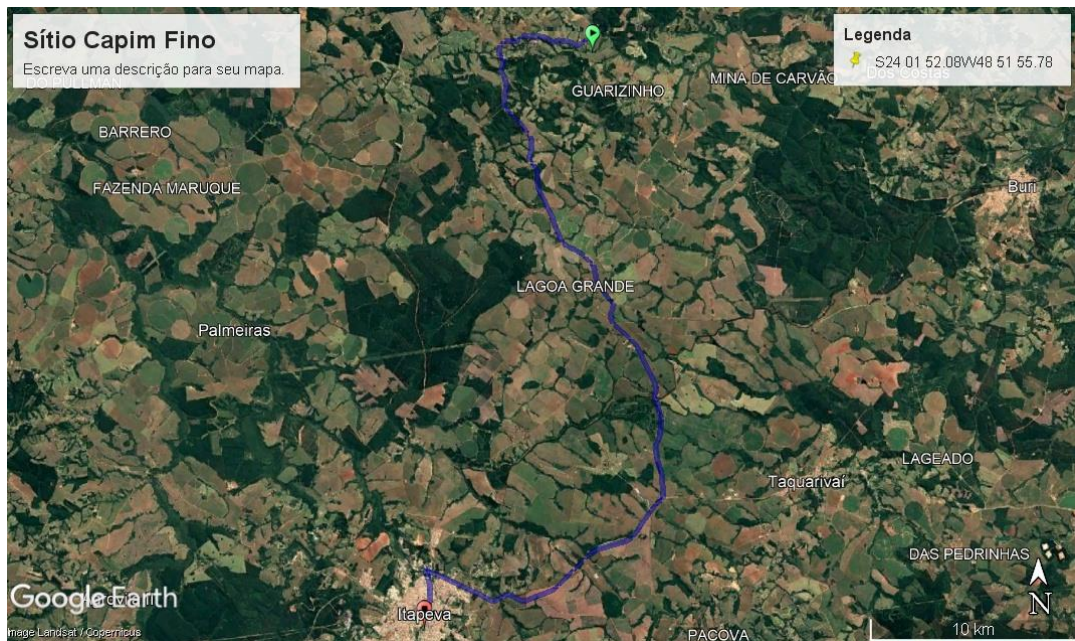 Sítio Capim Fino
Escreva uma descrição para seu mapa.
DO PULLMAN
Legenda
S24 01 52.08W48 51 55.78
Dos Costas
MINA DE CARVÃO
GUARIZINHO
BARRERO
FAZENDA MARUQUE
Buri
LAGOA GRANDE
Palmeiras
LAGEADO
Taquarivaí
DAS PEDRINHAS
Google Earth
Itapeva
N
10 km
PACOVA
Image Landsat / Copernicus